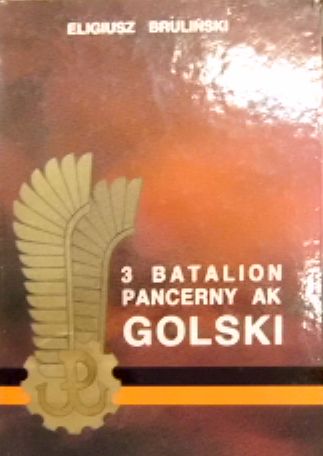 ELIGIUSZ BRULIŃSKI
3 BATALION
PANCERNY AK
GOLSKI